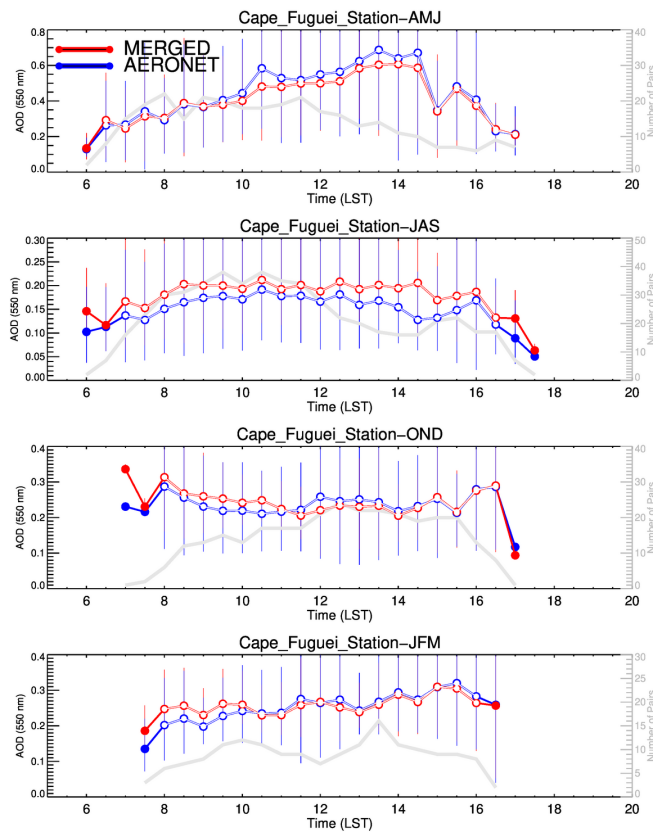 Cape_Fuguei_Station-AMJ
MERGED
AERONET
AOD (550 nm)
0.8
0.6
0.4
0.2
0.0
40
30
20
10
0
Number of Pairs
6 8 10 12 14 16 18 20
Time (LST)
Cape_Fuguei_Station-JAS
AOD (550 nm)
0.30
0.25
0.20
0.15
0.10
0.05
0.00
50
40
30
20
10
0
Number of Pairs
6 8 10 12 14 16 18 20
Time (LST)
Cape_Fuguei_Station-OND
AOD (550 nm)
0.4
0.3
0.2
0.1
0.0
40
30
20
10
0
Number of Pairs
6 8 10 12 14 16 18 20
Time (LST)
Cape_Fuguei_Station-JFM
AOD (550 nm)
0.4
0.3
0.2
0.1
0.0
30
25
20
15
10
5
0
Number of Pairs
6 8 10 12 14 16 18 20
Time (LST)